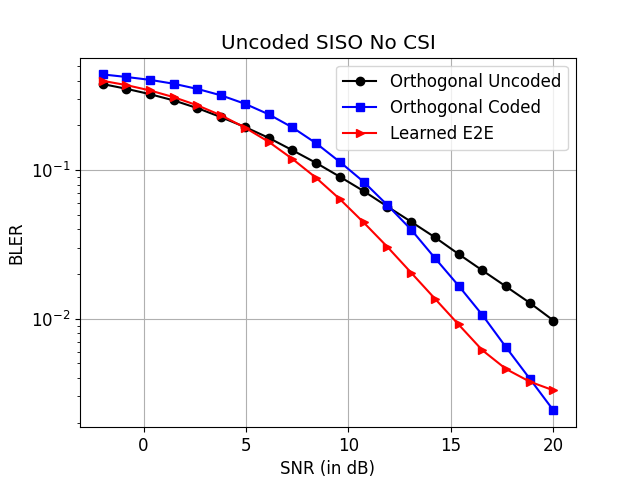 Uncoded SISO No CSI
Orthogonal Uncoded
Orthogonal Coded
Learned E2E
BLER
10⁻¹
10⁻²
0 5 10 15 20
SNR (in dB)